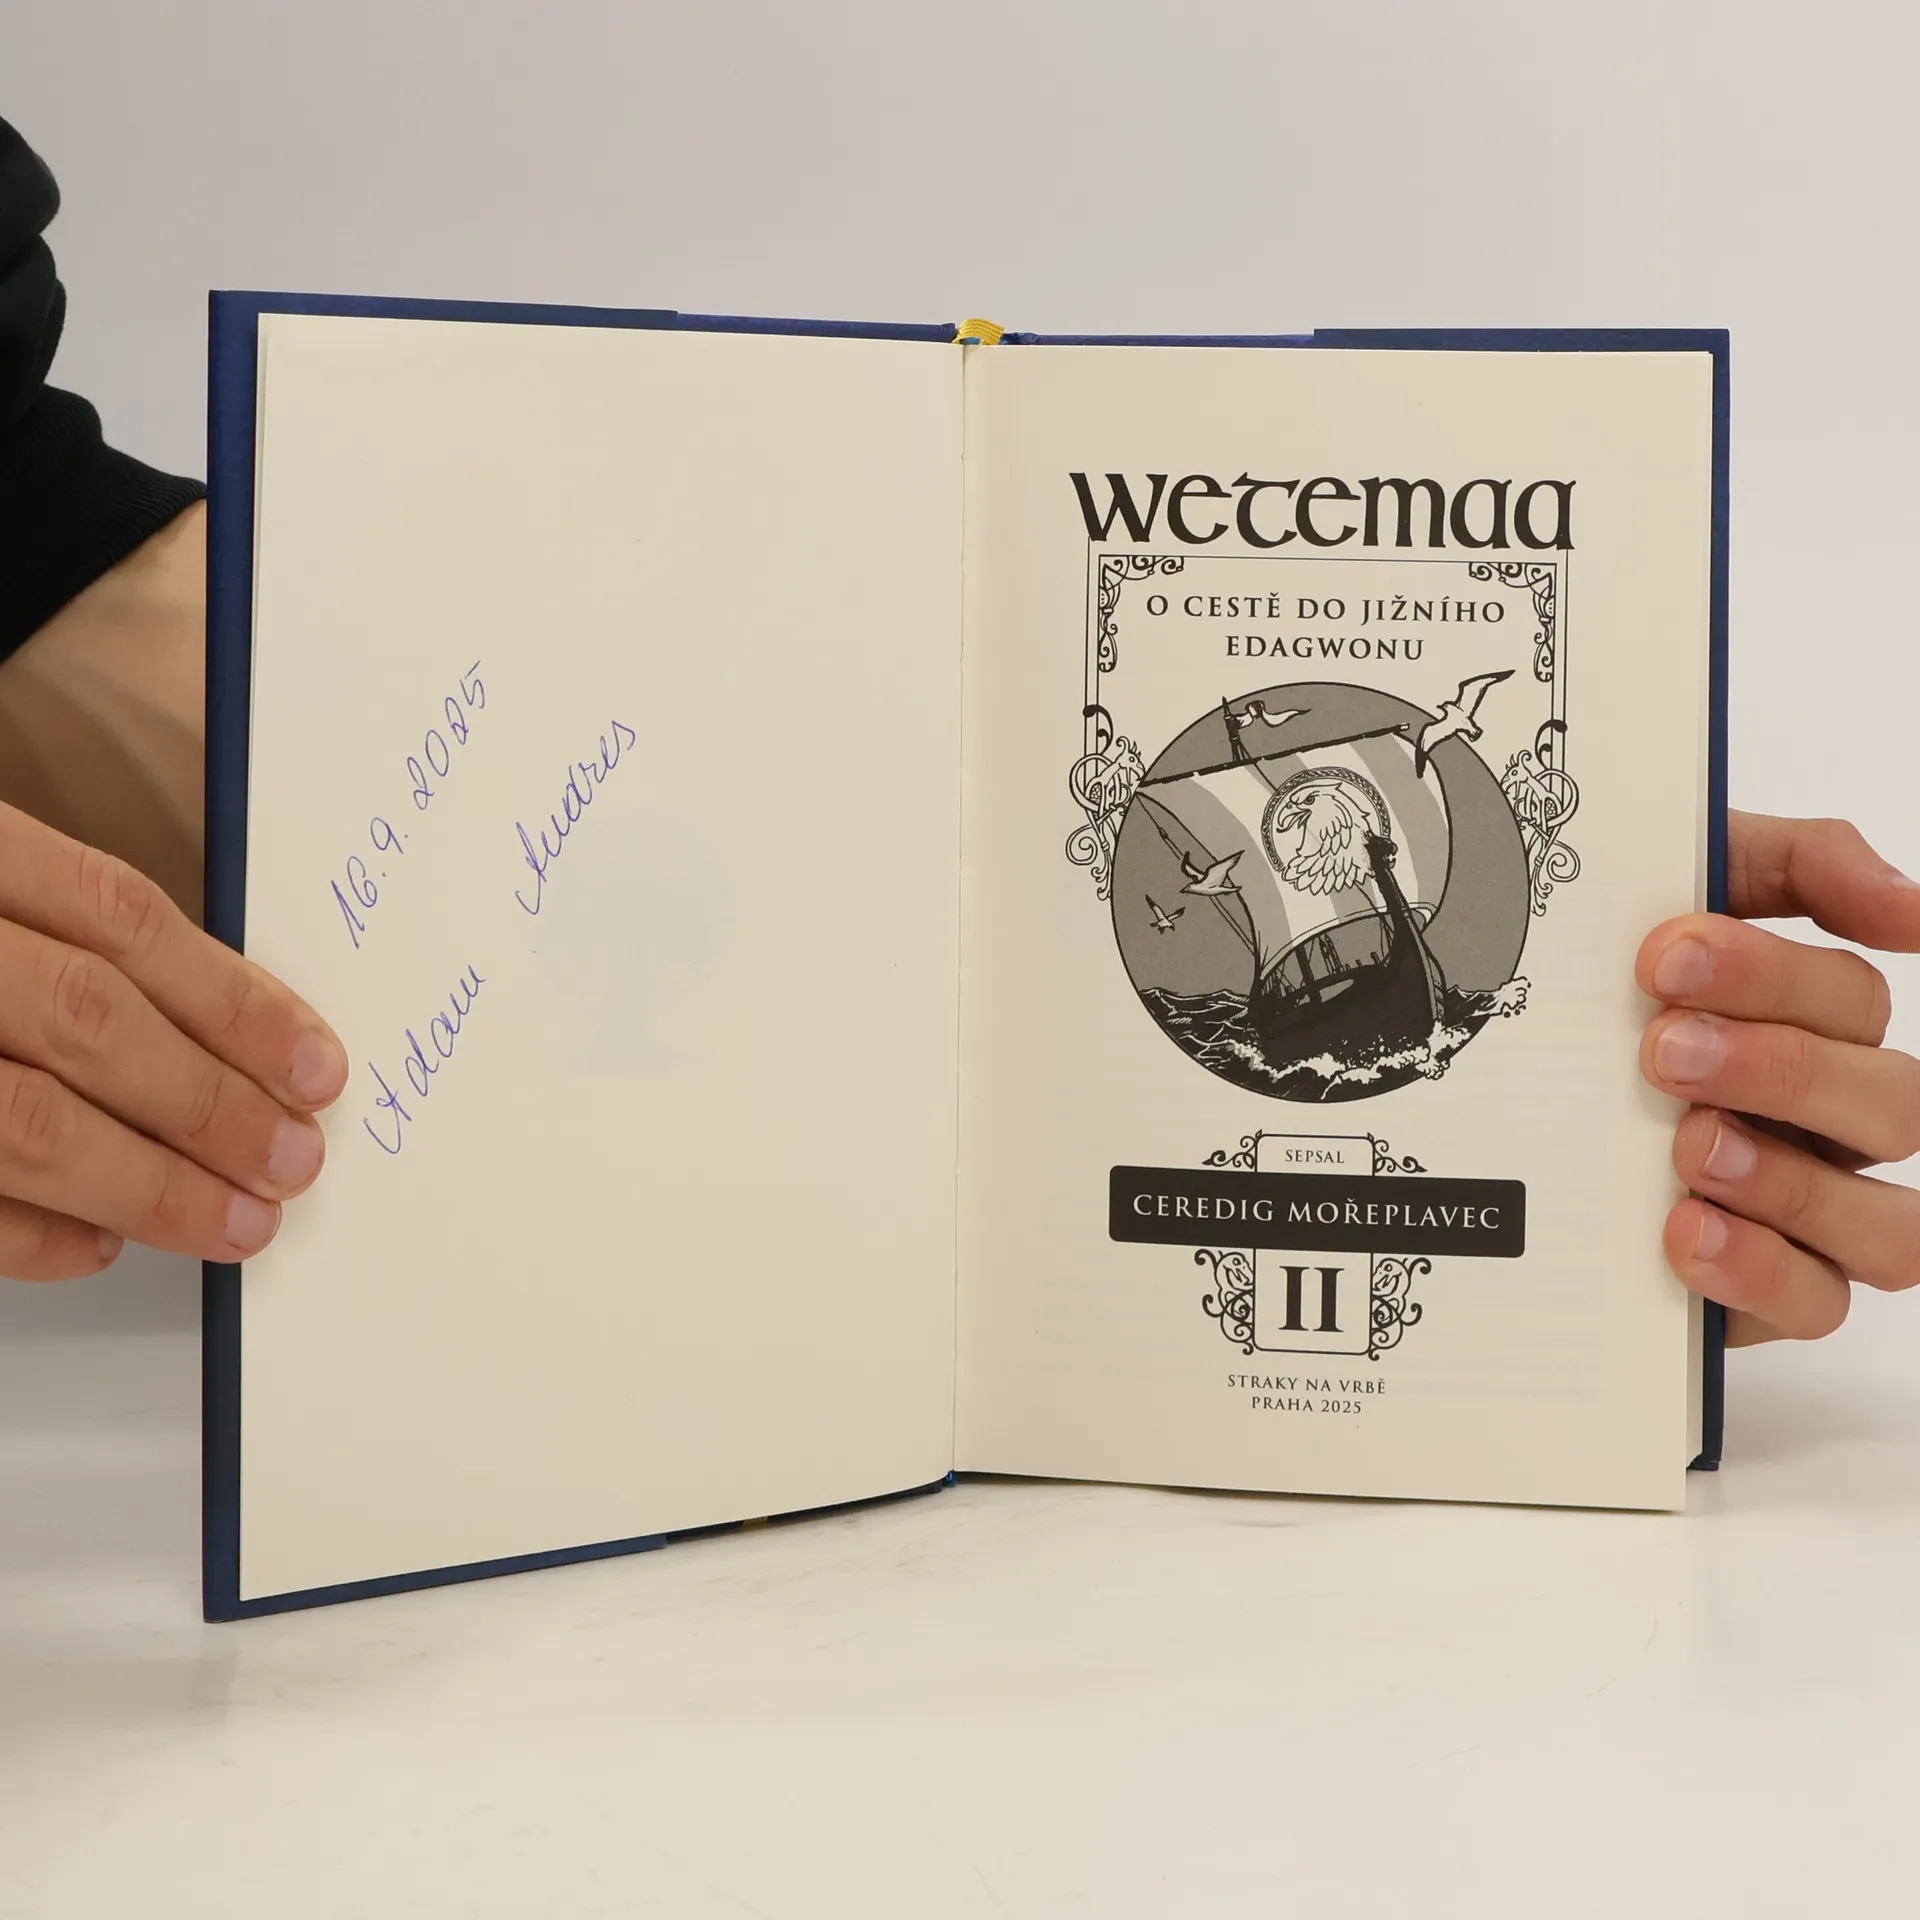 16. 9. 2025
Adam Andres
Wetemaa
O CESTĚ DO JIŽNÍHO
EDAGWONU
SEPSAL
CEREDIG MOŘEPLAVEC
II
STRAKY NA VRBĚ
PRAHA 2025